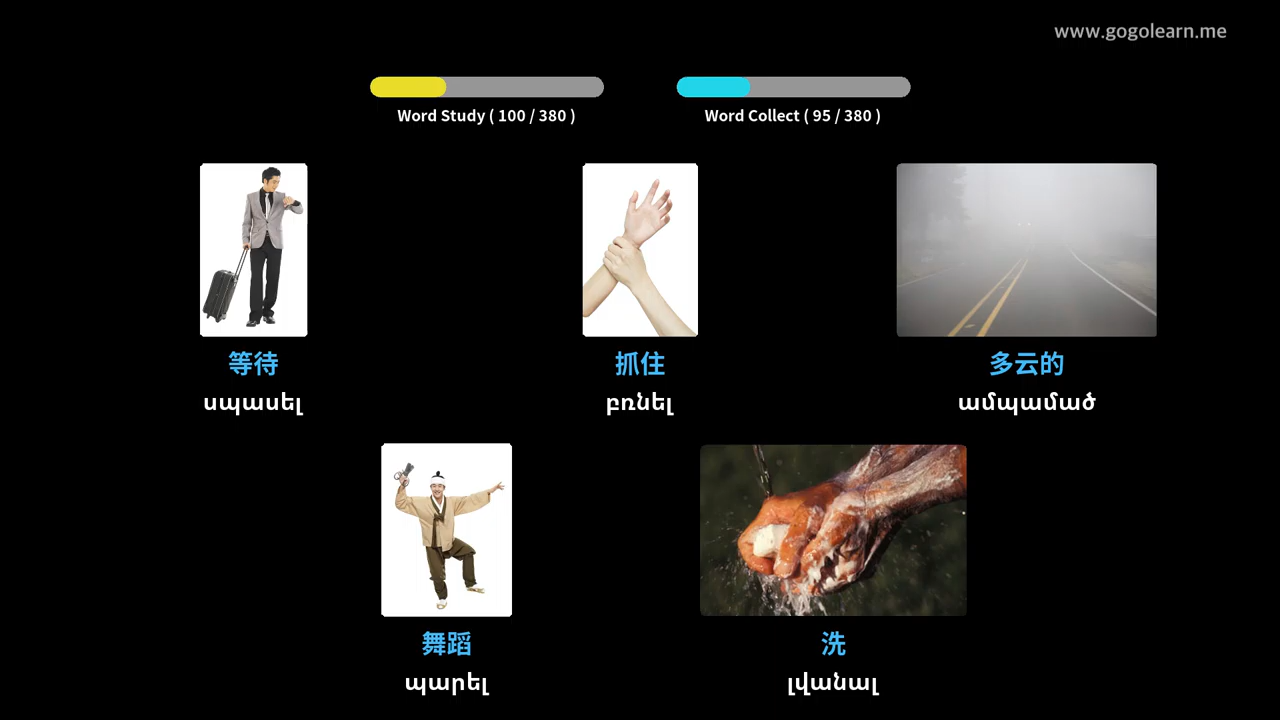 www.gogolearn.me
Word Study ( 100 / 380 )
Word Collect ( 95 / 380 )
等待
սպասել
抓住
բռնել
多云的
ամպամած
舞蹈
պարել
洗
լվանալ